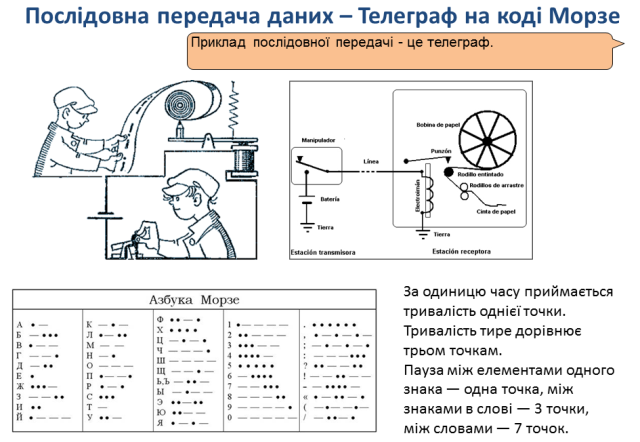 Послідовна передача даних – Телеграф на коді Морзе
Приклад послідовної передачі - це телеграф.
Manipulador
Línea
Batería
Tierra
Estación transmisora
Bobina de papel
Punzón
Rodillo entintado
Rodillos de arrastre
Electroimán
Cinta de papel
Tierra
Estación receptora
Азбука Морзе
А • —
Б — • • •
В • — —
Г — — •
Д — • •
Е •
Ж • • • —
З — — • •
И • •
Й • — — —
К — • —
Л • — • •
М — —
Н — •
О — — —
П • — — •
Р • — •
С • • •
Т —
У • • —
Ф • • — •
Х • • • •
Ц — • — •
Ч — — — •
Ш — — — —
Щ — — • —
Ь,Ъ — • • —
Ы — • — —
Э • • — • •
Ю • • — —
Я • — • —
1 • — — — —
2 • • — — —
3 • • • — —
4 • • • • —
5 • • • • •
6 — • • • •
7 — — • • •
8 — — — • •
9 — — — — •
0 — — — — —
За одиницю часу приймається
тривалість однієї точки.
Тривалість тире дорівнює
трьом точкам.
Пауза між елементами одного
знака — одна точка, між
знаками в слові — 3 точки,
між словами — 7 точок.